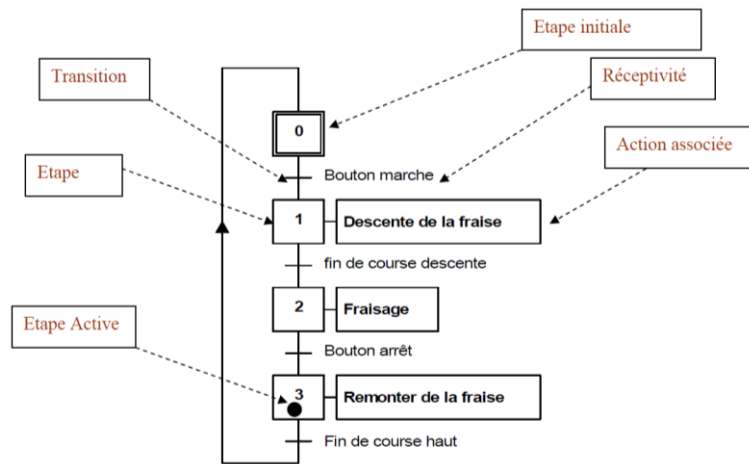 Etape initiale
Transition
Réceptivité
0
Action associée
Bouton marche
Etape
1
Descente de la fraise
fin de course descente
2
Fraisage
Etape Active
Bouton arrêt
3
Remonter de la fraise
Fin de course haut